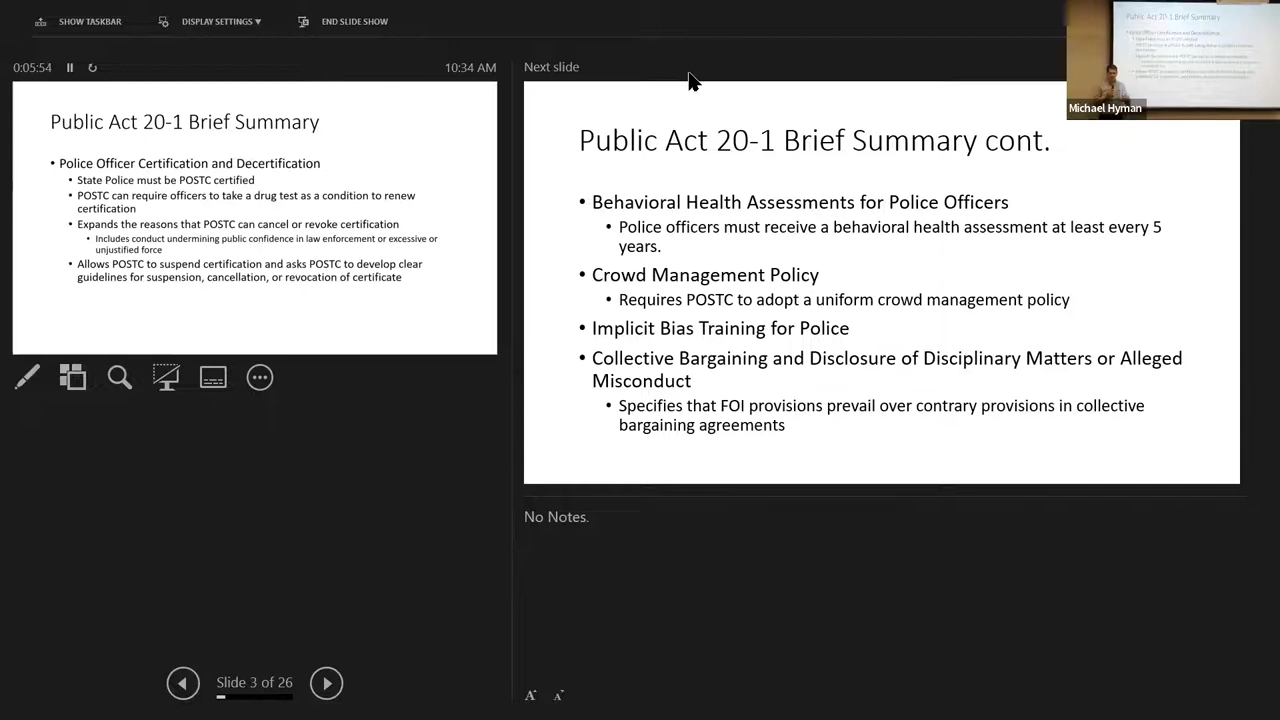 SHOW TASKBAR
DISPLAY SETTINGS ▼
END SLIDE SHOW
0:05:54
10:34 AM
Public Act 20-1 Brief Summary
• Police Officer Certification and Decertification
• State Police must be POSTC certified
• POSTC can require officers to take a drug test as a condition to renew
certification
• Expands the reasons that POSTC can cancel or revoke certification
• Includes conduct undermining public confidence in law enforcement or excessive or
unjustified force
• Allows POSTC to suspend certification and asks POSTC to develop clear
guidelines for suspension, cancellation, or revocation of certificate
Slide 3 of 26
Next slide
Public Act 20-1 Brief Summary cont.
• Behavioral Health Assessments for Police Officers
• Police officers must receive a behavioral health assessment at least every 5
years.
• Crowd Management Policy
• Requires POSTC to adopt a uniform crowd management policy
• Implicit Bias Training for Police
• Collective Bargaining and Disclosure of Disciplinary Matters or Alleged
Misconduct
• Specifies that FOI provisions prevail over contrary provisions in collective
bargaining agreements
No Notes.
A A
Public Act 20-1 Brief Summary
Michael Hyman